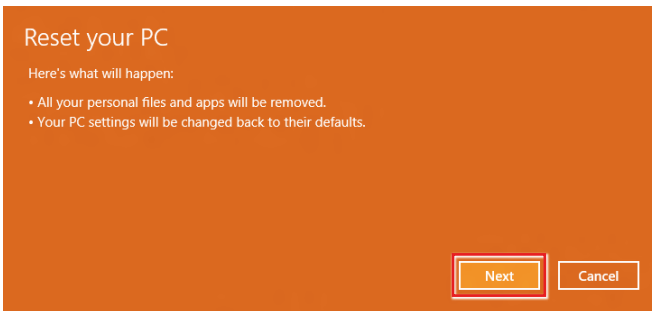 Reset your PC
Here's what will happen:
• All your personal files and apps will be removed.
• Your PC settings will be changed back to their defaults.
Next Cancel